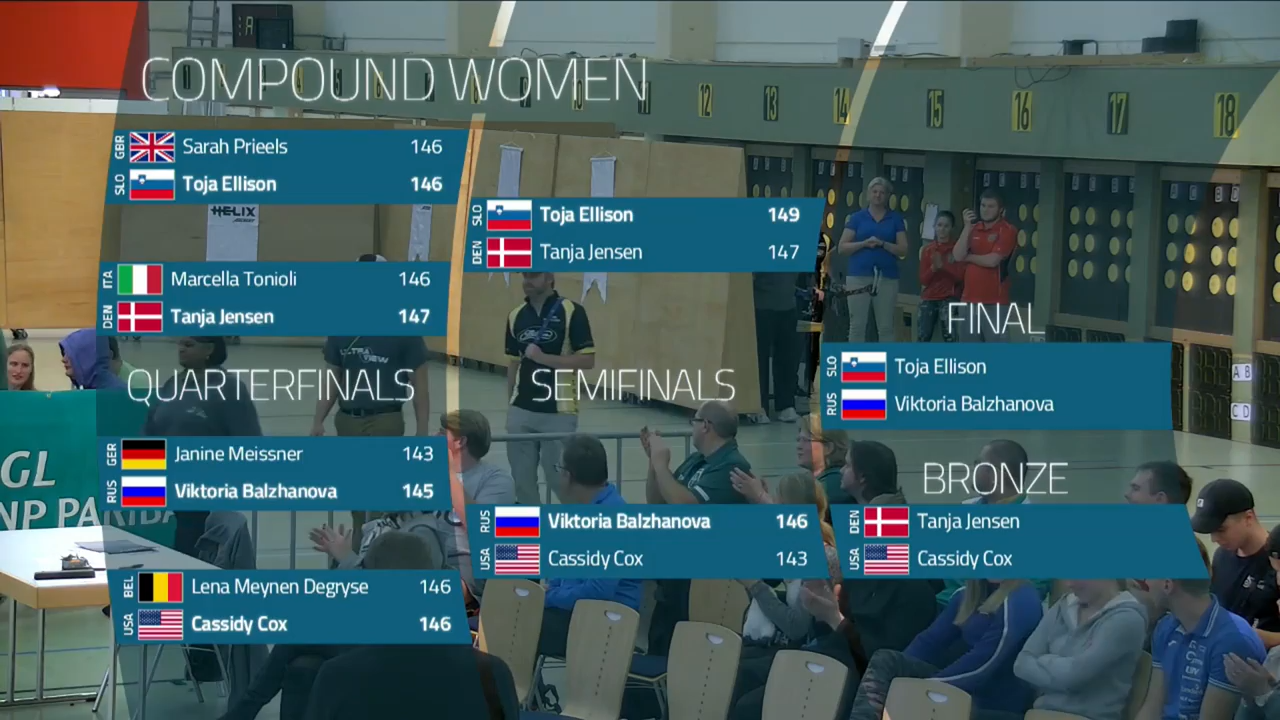 COMPOUND WOMEN
GBR Sarah Prieels 146
SLO Toja Ellison 146
ITA Marcella Tonioli 146
DEN Tanja Jensen 147
QUARTERFINALS
GER Janine Meissner 143
RUS Viktoria Balzhanova 145
BEL Lena Meynen Degryse 146
USA Cassidy Cox 146
SLO Toja Ellison 149
DEN Tanja Jensen 147
SEMIFINALS
RUS Viktoria Balzhanova 146
USA Cassidy Cox 143
FINAL
SLO Toja Ellison
RUS Viktoria Balzhanova
BRONZE
DEN Tanja Jensen
USA Cassidy Cox
A
10 11 12 13 14 15 16 17 18
HELIX
ULTRA VIEW
GL
NP PARIBA
A B
C D